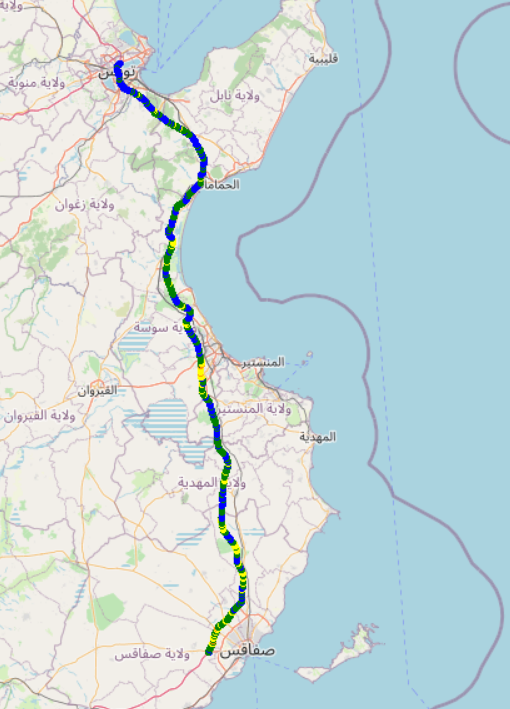 ولاية
قليبية
تونس
ولاية منوبة
ولاية نابل
الحمامات
ولاية زغوان
ولاية سوسة
المنستير
القيروان
ولاية المنستير
ولاية القيروان
المهدية
ولاية المهدية
صفاقس
ولاية صفاقس